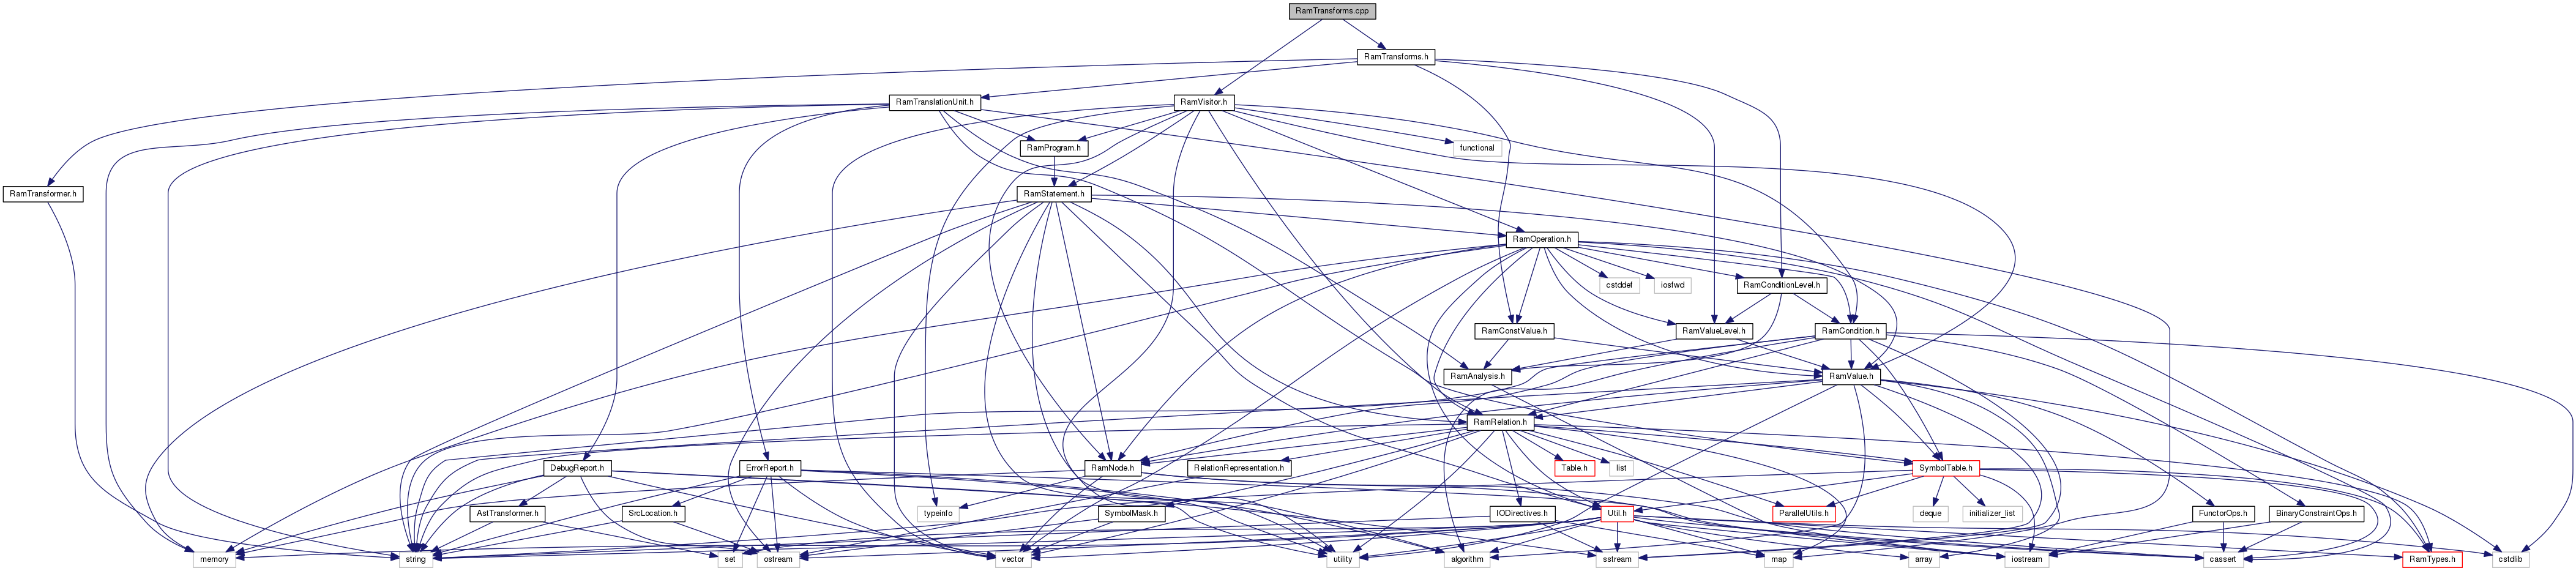 RamTransforms.cpp
RamTransforms.h
RamTranslationUnit.h
RamVisitor.h
RamProgram.h
functional
RamTransformer.h
RamStatement.h
RamOperation.h
cstddef
iosfwd
RamConditionLevel.h
RamConstValue.h
RamValueLevel.h
RamCondition.h
RamAnalysis.h
RamValue.h
RamRelation.h
DebugReport.h
ErrorReport.h
RamNode.h
RelationRepresentation.h
Table.h
list
SymbolTable.h
AstTransformer.h
SrcLocation.h
typeinfo
SymbolMask.h
IODirectives.h
Util.h
ParallelUtils.h
deque
initializer_list
FunctorOps.h
BinaryConstraintOps.h
memory
string
set
ostream
vector
utility
algorithm
sstream
map
array
iostream
cassert
RamTypes.h
cstdlib